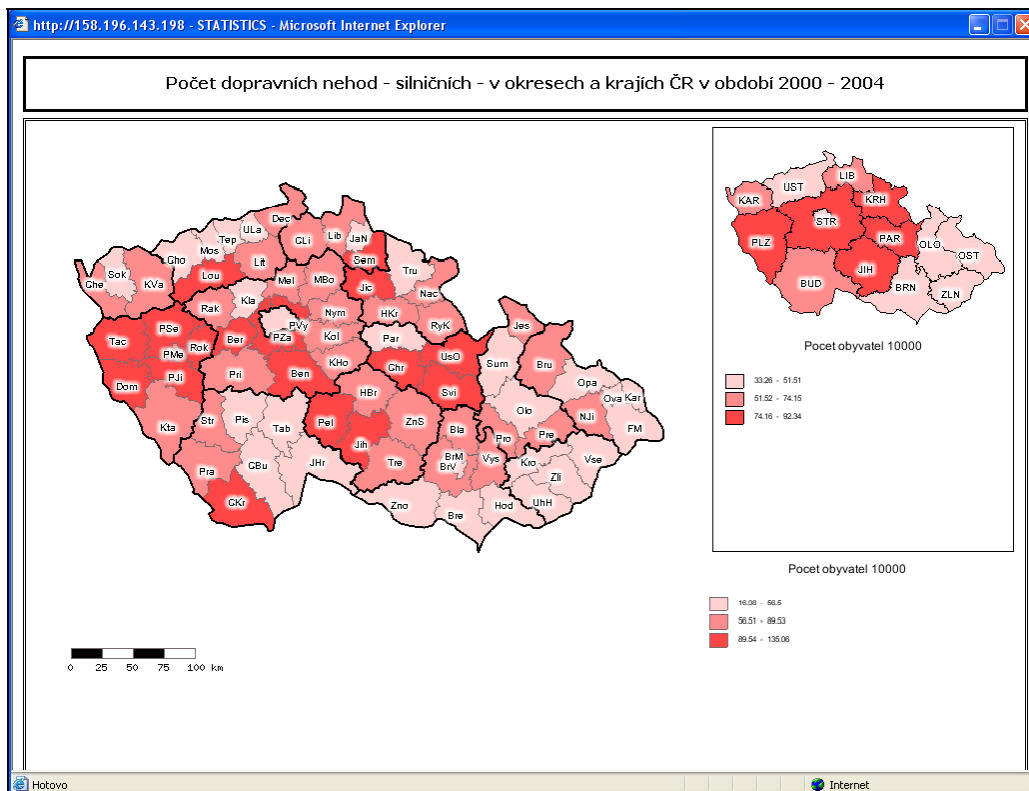 http://158.196.143.198 - STATISTICS - Microsoft Internet Explorer
Počet dopravních nehod - silničních - v okresech a krajích ČR v období 2000 - 2004
Dec
ULa
Lib
JaN
Tep
CLi
Mos
Cho
Lit
Sem
Sok
Lou
Tru
Che
KVa
Mel
MBo
Jic
Nac
Rak
Kla
Nym
HKr
RyK
PSe
PVy
Jes
Tac
Ber
PZa
Kol
Par
Rok
PMe
UsO
Sum
Bru
KHo
Chr
PJi
Pri
Ben
Opa
Dom
HBr
Svi
Ova
Kar
Str
Pis
Pel
ZnS
Olo
NJi
Kta
Tab
Bla
FM
Jih
Pro
Pre
CBu
JHr
Tre
BrM
Vys
Kro
Vse
Pra
BrV
Zli
CKr
Zno
Hod
UhH
Bre
0 25 50 75 100 km
LIB
UST
KAR
KRH
STR
PLZ
PAR
OLO
OST
JIH
BUD
BRN
ZLN
Pocet obyvatel 10000
33.26 - 51.51
51.52 - 74.15
74.16 - 92.34
Pocet obyvatel 10000
16.98 - 56.5
56.51 - 89.53
89.54 - 135.06
Hotovo
Internet